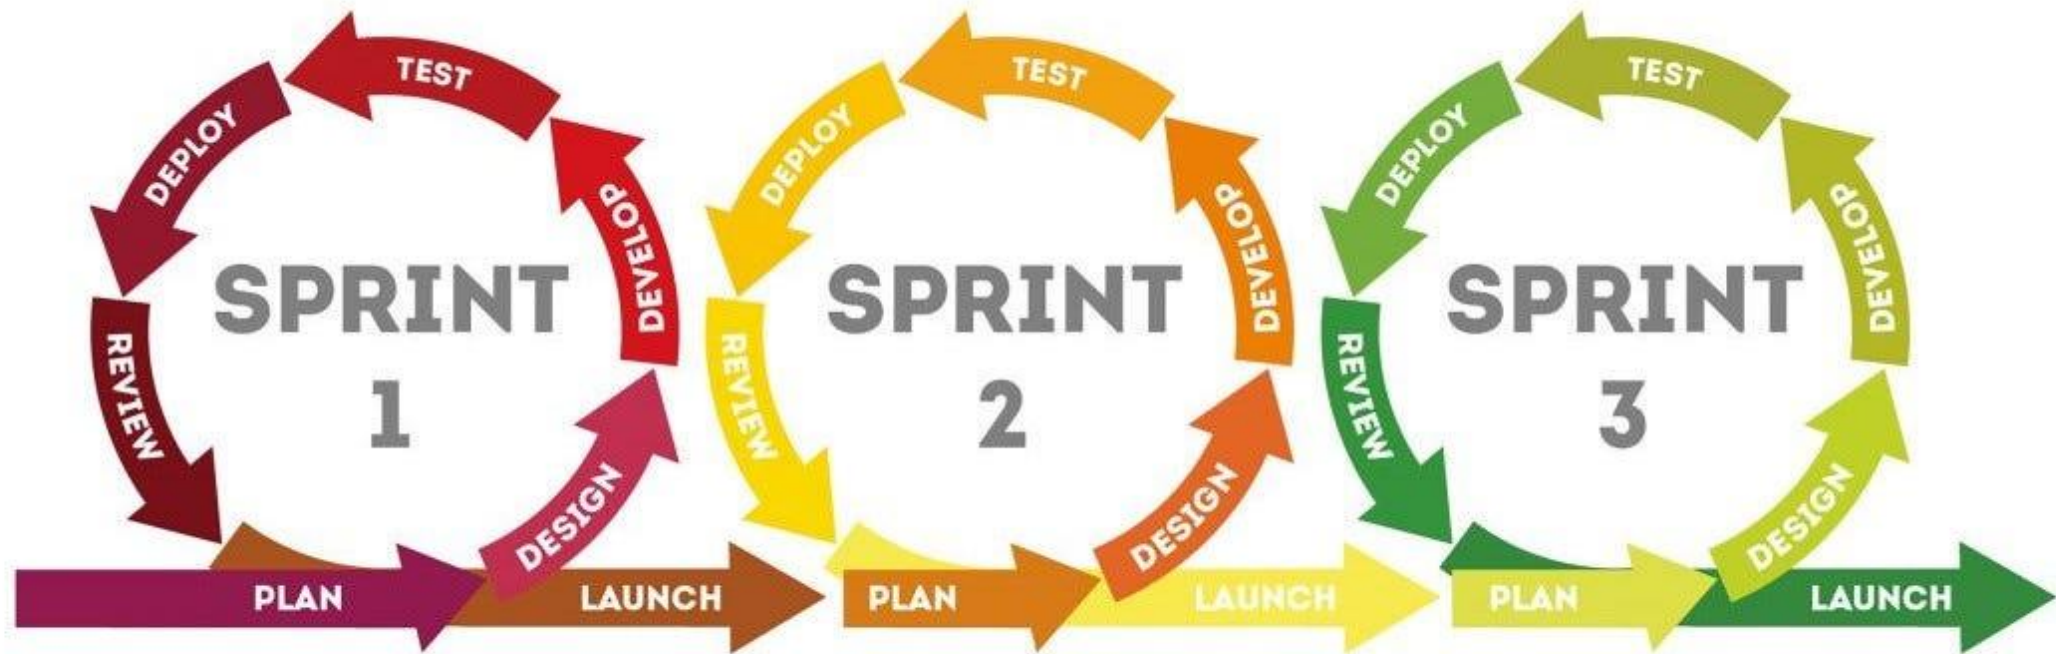 SPRINT
1
PLAN
DESIGN
DEVELOP
TEST
DEPLOY
REVIEW
LAUNCH
SPRINT
2
PLAN
DESIGN
DEVELOP
TEST
DEPLOY
REVIEW
LAUNCH
SPRINT
3
PLAN
DESIGN
DEVELOP
TEST
DEPLOY
REVIEW
LAUNCH